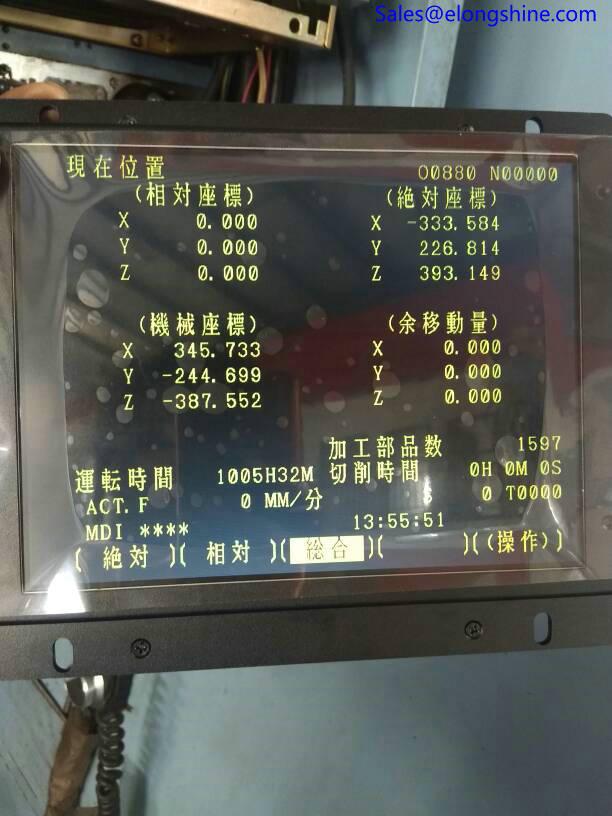 Sales@elongshine.com
現在位置 O0880 N00000
(相対座標) (絶対座標)
X 0.000 X -333.584
Y 0.000 Y 226.814
Z 0.000 Z 393.149
(機械座標) (余移動量)
X 345.733 X 0.000
Y -244.699 Y 0.000
Z -387.552 Z 0.000
加工部品数 1597
運転時間 1005H32M 切削時間 0H 0M 0S
ACT.F 0 MM/分 S 0 T0000
MDI **** 13:55:51
[ 絶対 ][ 相対 ][ 総合 ][ ][(操作)]